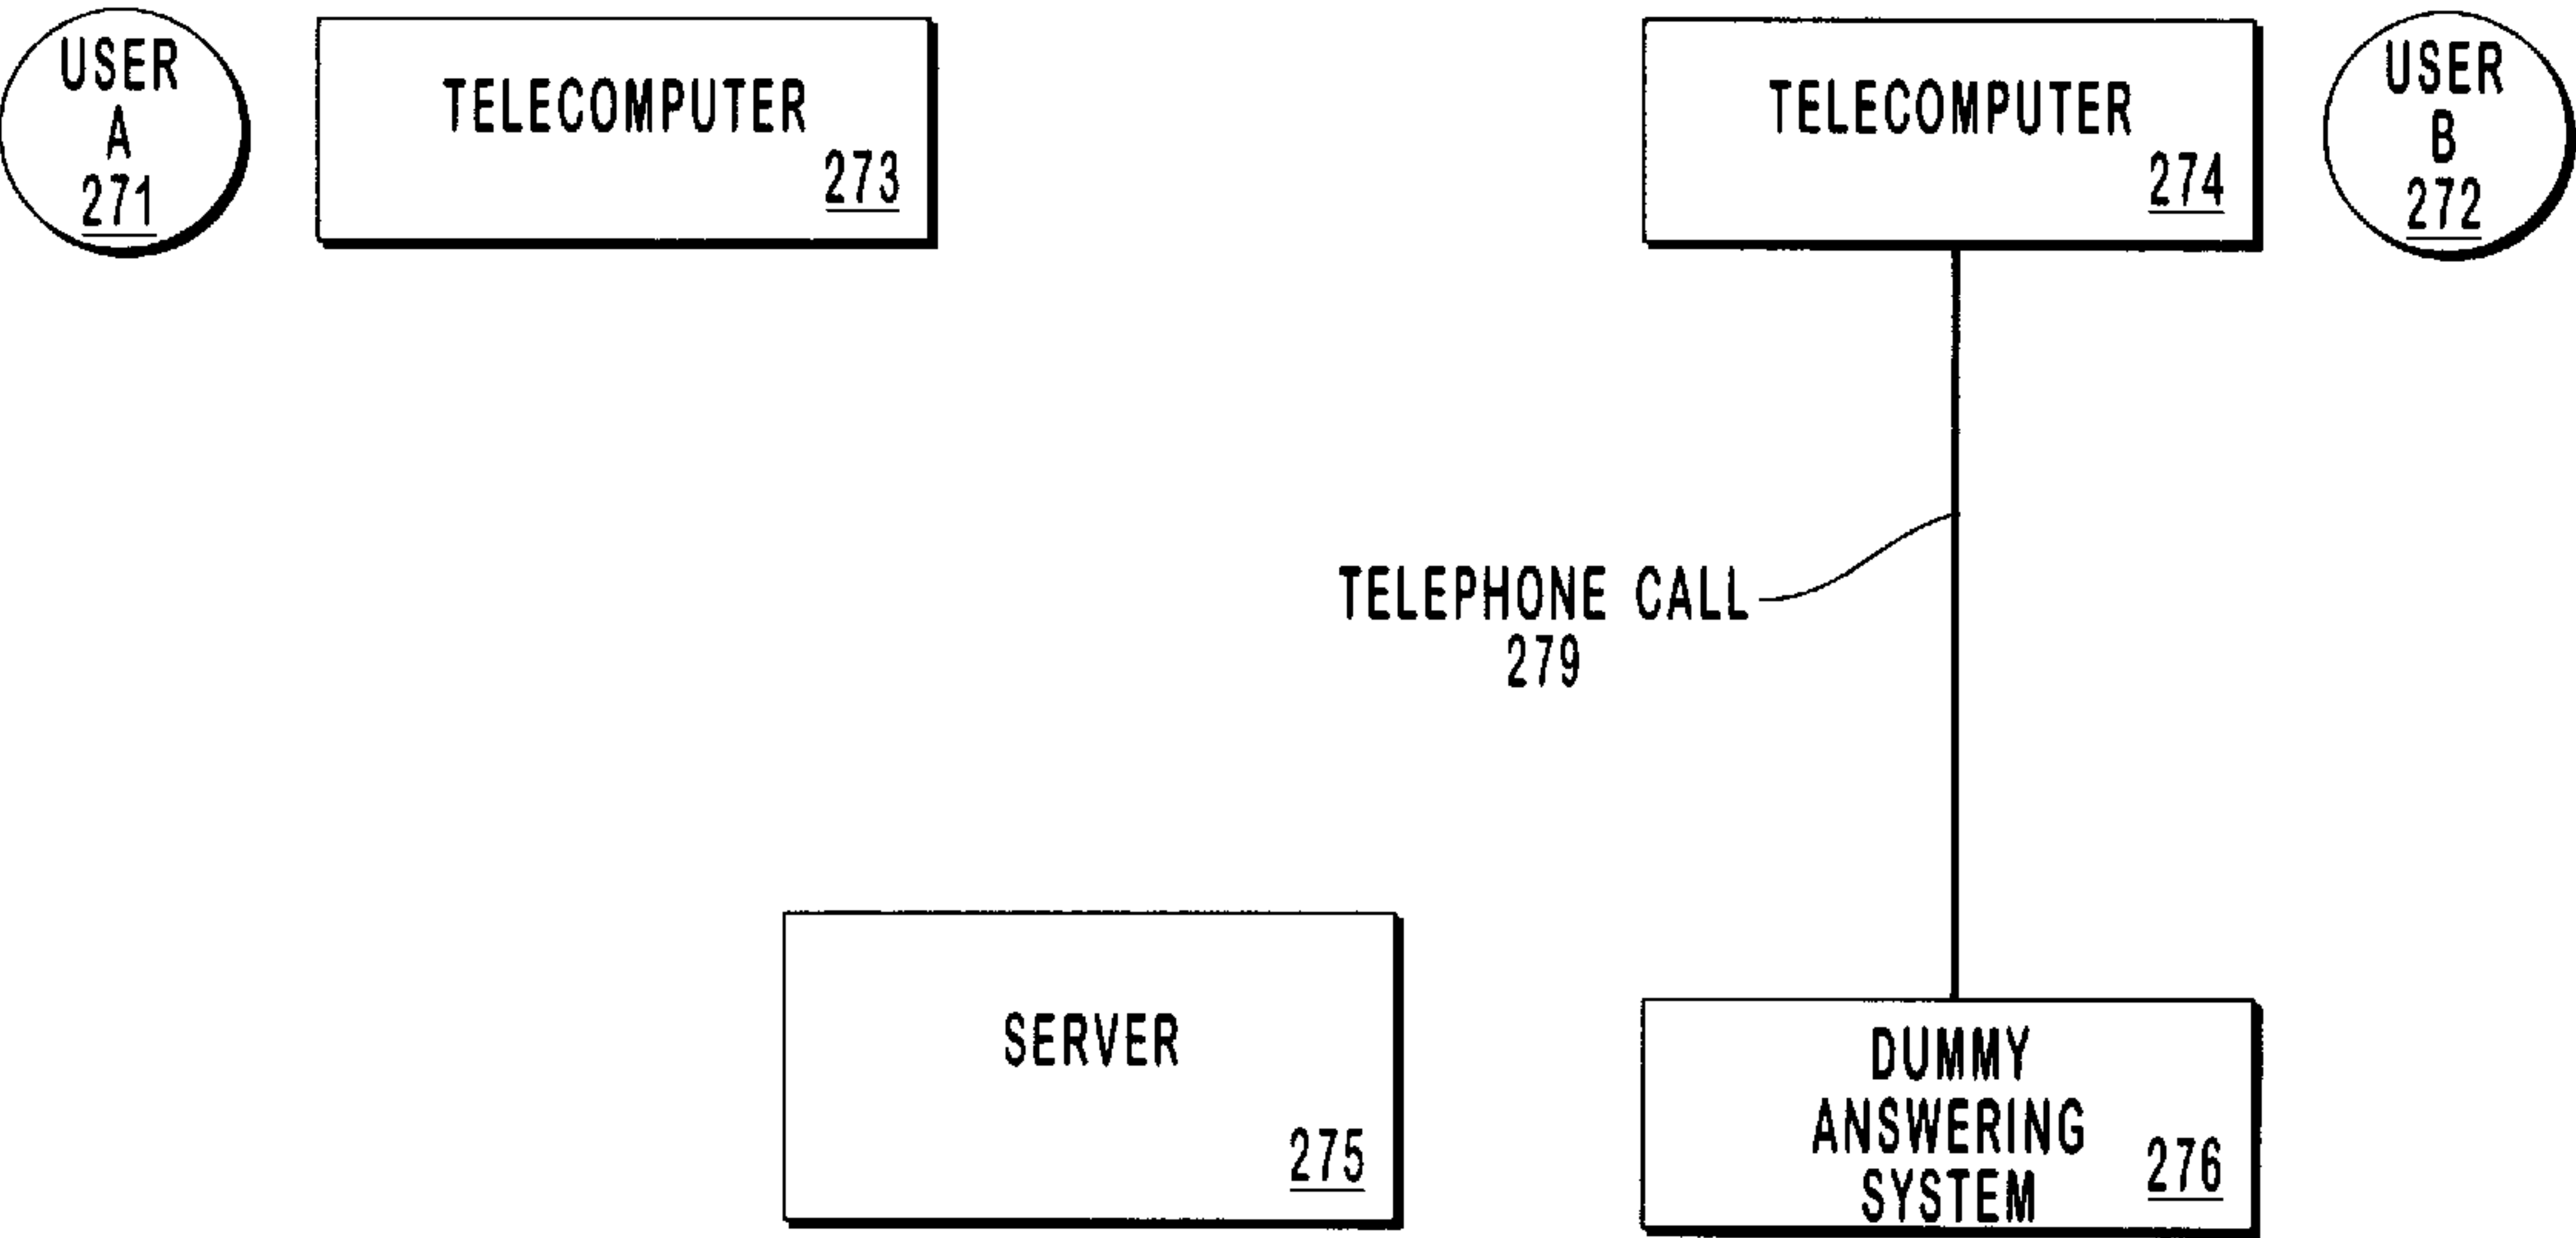 USER
A
271
TELECOMPUTER
273
TELECOMPUTER
274
USER
B
272
TELEPHONE CALL
279
SERVER
275
DUMMY
ANSWERING
SYSTEM
276